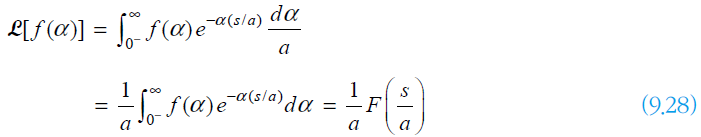 𝓛[f(α)] = ∫₀₋^∞ f(α) e^{−α(s/a)} dα/a
= 1/a ∫₀₋^∞ f(α) e^{−α(s/a)} dα = 1/a F(s/a) (9.28)